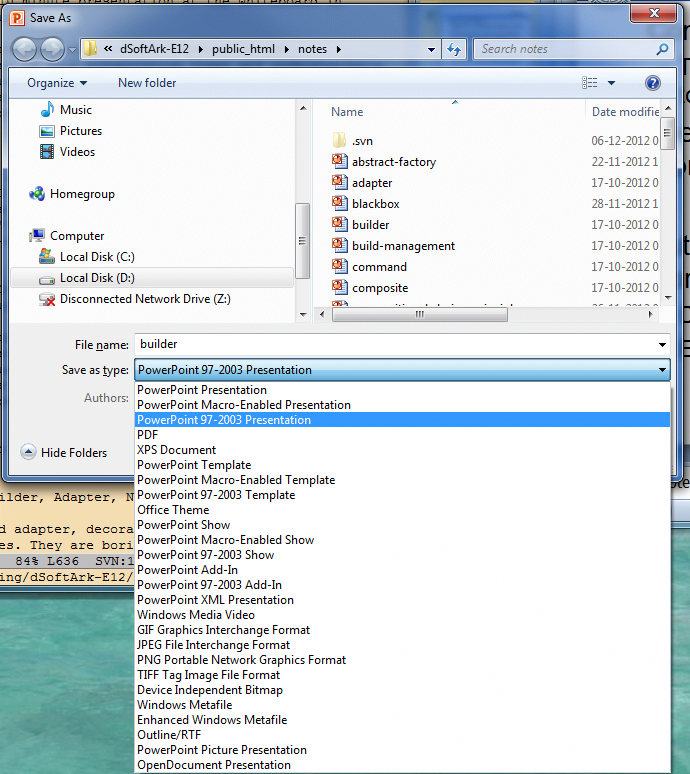 Minute presentation at the whiteboard in
Save As
dSoftArk-E12 public_html notes
Search notes
Organize New folder
Music
Pictures
Videos
Homegroup
Computer
Local Disk (C:)
Local Disk (D:)
Disconnected Network Drive (Z:)
Name Date modifie
.svn 06-12-2012 0
abstract-factory 22-11-2012 1
adapter 17-10-2012 0
blackbox 28-11-2012 1
builder 17-10-2012 0
build-management 17-10-2012 0
command 17-10-2012 0
composite 17-10-2012 0
File name: builder
Save as type: PowerPoint 97-2003 Presentation
Authors:
Hide Folders
PowerPoint Presentation
PowerPoint Macro-Enabled Presentation
PowerPoint 97-2003 Presentation
PDF
XPS Document
PowerPoint Template
PowerPoint Macro-Enabled Template
PowerPoint 97-2003 Template
Office Theme
PowerPoint Show
PowerPoint Macro-Enabled Show
PowerPoint 97-2003 Show
PowerPoint Add-In
PowerPoint 97-2003 Add-In
PowerPoint XML Presentation
Windows Media Video
GIF Graphics Interchange Format
JPEG File Interchange Format
PNG Portable Network Graphics Format
TIFF Tag Image File Format
Device Independent Bitmap
Windows Metafile
Enhanced Windows Metafile
Outline/RTF
PowerPoint Picture Presentation
OpenDocument Presentation
ilder, Adapter, N
d adapter, decora
es. They are bori
84% L636 SVN:1
ing/dSoftArk-E12/